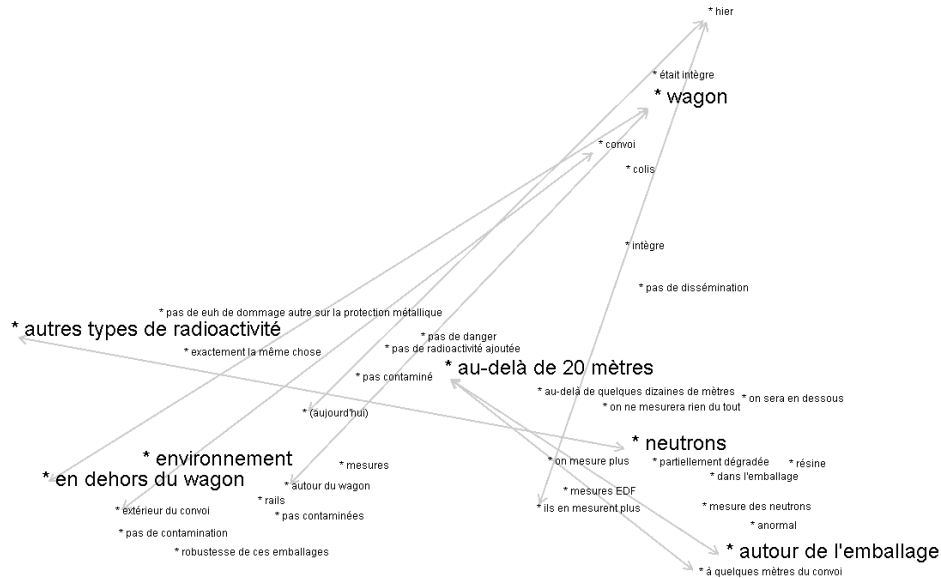 * hier
* était intègre
* wagon
* convoi
* colis
* intègre
* pas de dissémination
* pas de euh de dommage autre sur la protection métallique
* autres types de radioactivité
* pas de danger
* exactement la même chose
* pas de radioactivité ajoutée
* au-delà de 20 mètres
* pas contaminé
* au-delà de quelques dizaines de mètres
* on sera en dessous
* on ne mesurera rien du tout
* (aujourd'hui)
* neutrons
* environnement
* mesures
* on mesure plus
* partiellement dégradée
* résine
* en dehors du wagon
* dans l'emballage
* autour du wagon
* mesures EDF
* rails
* extérieur du convoi
* ils en mesurent plus
* mesure des neutrons
* pas contaminées
* anormal
* pas de contamination
* robustesse de ces emballages
* autour de l'emballage
* à quelques mètres du convoi